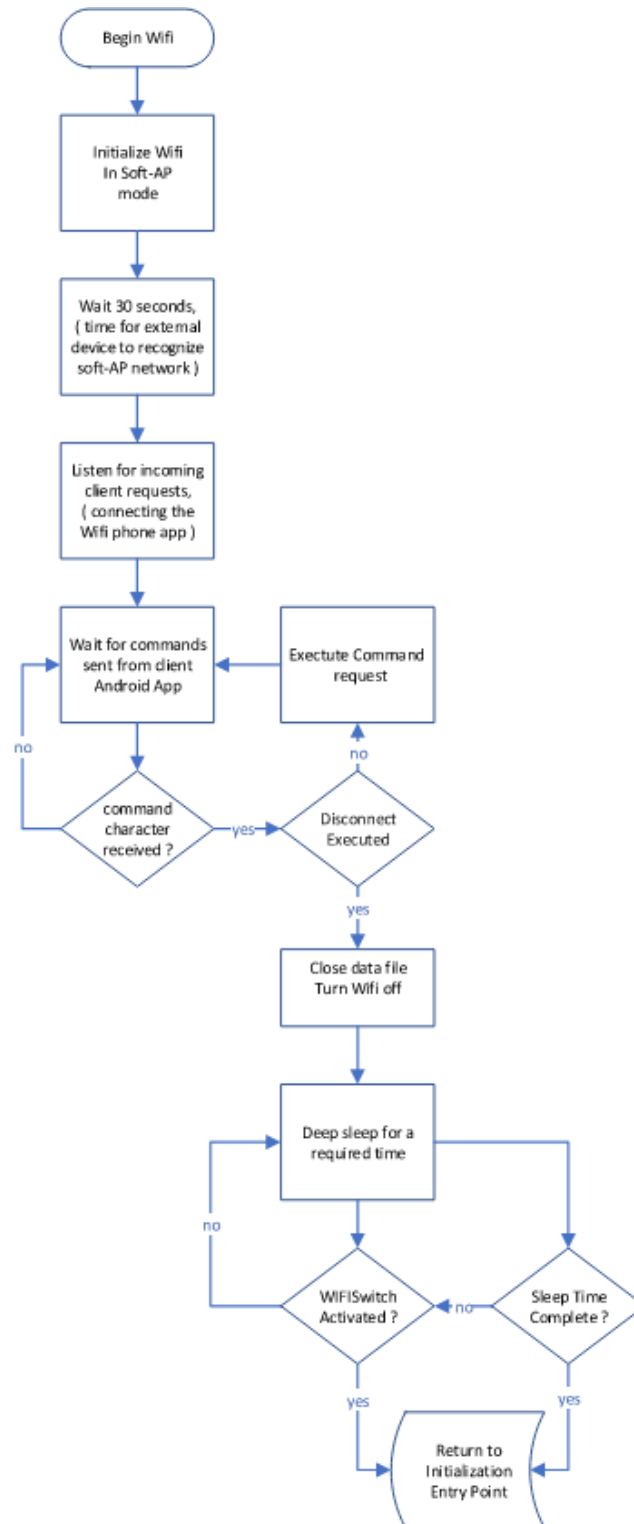 Begin Wifi
Initialize Wifi
In Soft-AP
mode
Wait 30 seconds,
( time for external
device to recognize
soft-AP network )
Listen for incoming
client requests,
( connecting the
Wifi phone app )
Wait for commands
sent from client
Android App
Exectute Command
request
no
no
command
character
received ?
yes
Disconnect
Executed
yes
Close data file
Turn Wifi off
Deep sleep for a
required time
no
WIFISwitch
Activated ?
no
Sleep Time
Complete ?
yes
yes
Return to
Initialization
Entry Point